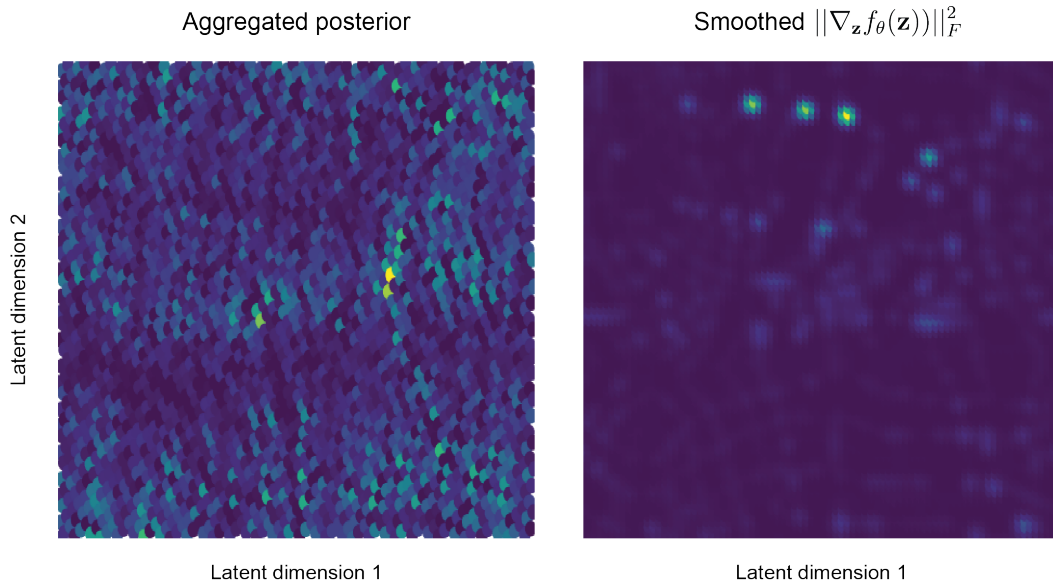 Aggregated posterior
Smoothed $||\nabla_{\mathbf{z}} f_\theta(\mathbf{z}))||_F^2$
Latent dimension 2
Latent dimension 1
Latent dimension 1